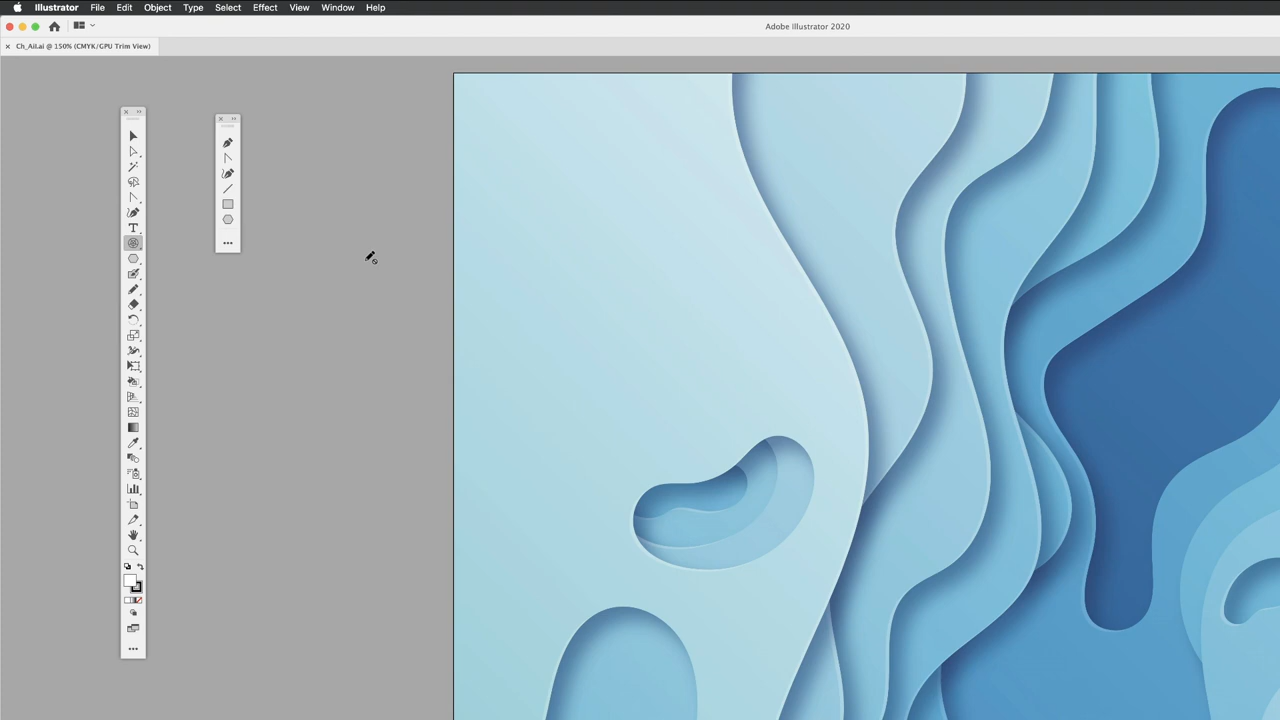 Illustrator File Edit Object Type Select Effect View Window Help
Adobe Illustrator 2020
Ch_Ail.ai @ 150% (CMYK/GPU Trim View)